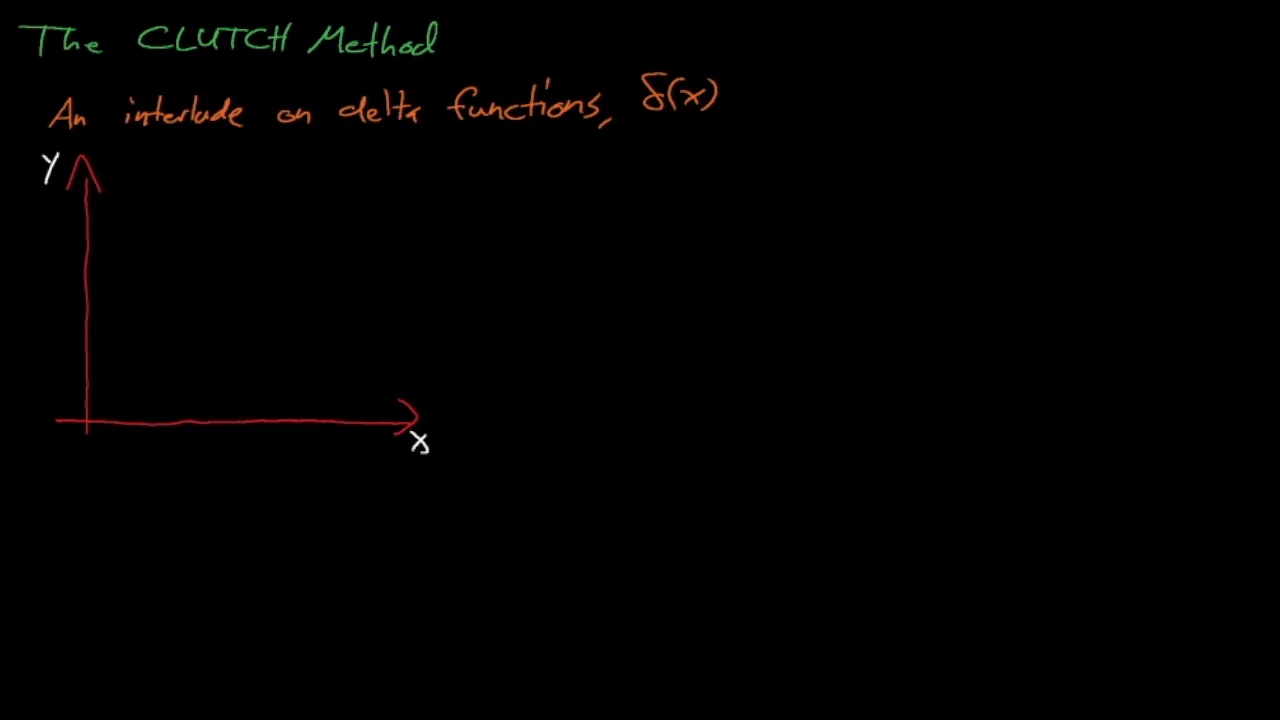 The CLUTCH Method
An interlude on delta functions, δ(x)
Y
X